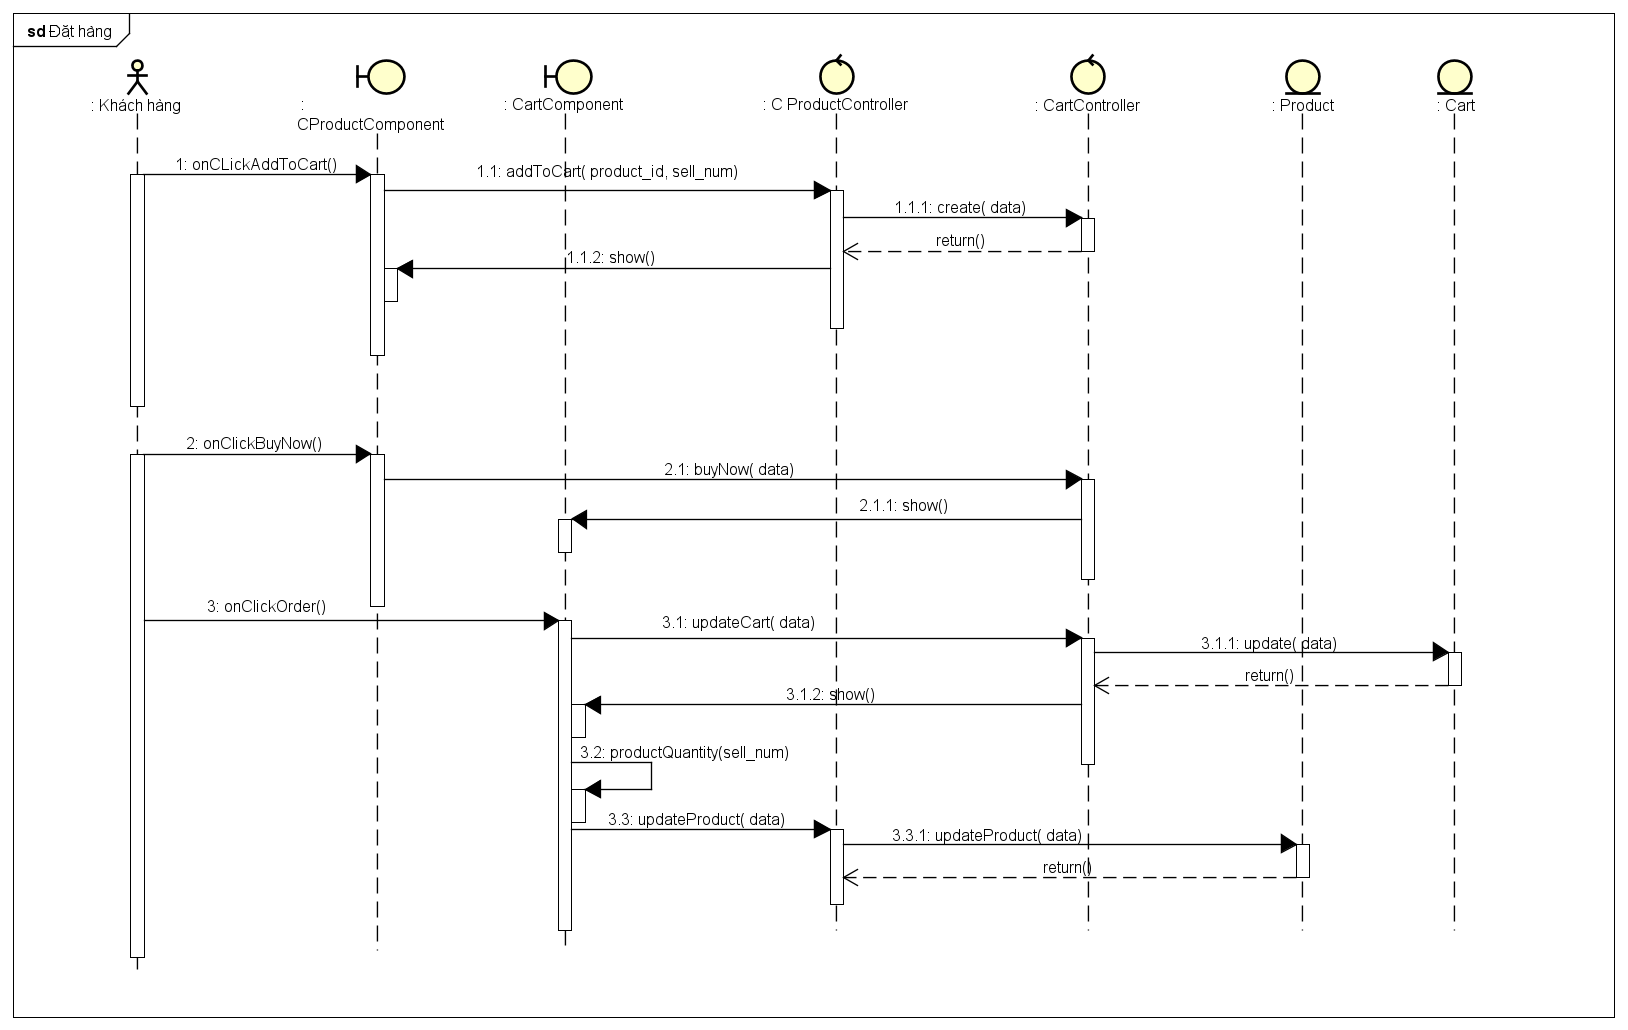 sd Đặt hàng
: Khách hàng
:
CProductComponent
: CartComponent
: C ProductController
: CartController
: Product
: Cart
1: onCLickAddToCart()
1.1: addToCart( product_id, sell_num)
1.1.1: create( data)
return()
1.1.2: show()
2: onClickBuyNow()
2.1: buyNow( data)
2.1.1: show()
3: onClickOrder()
3.1: updateCart( data)
3.1.1: update( data)
return()
3.1.2: show()
3.2: productQuantity(sell_num)
3.3: updateProduct( data)
3.3.1: updateProduct( data)
return()